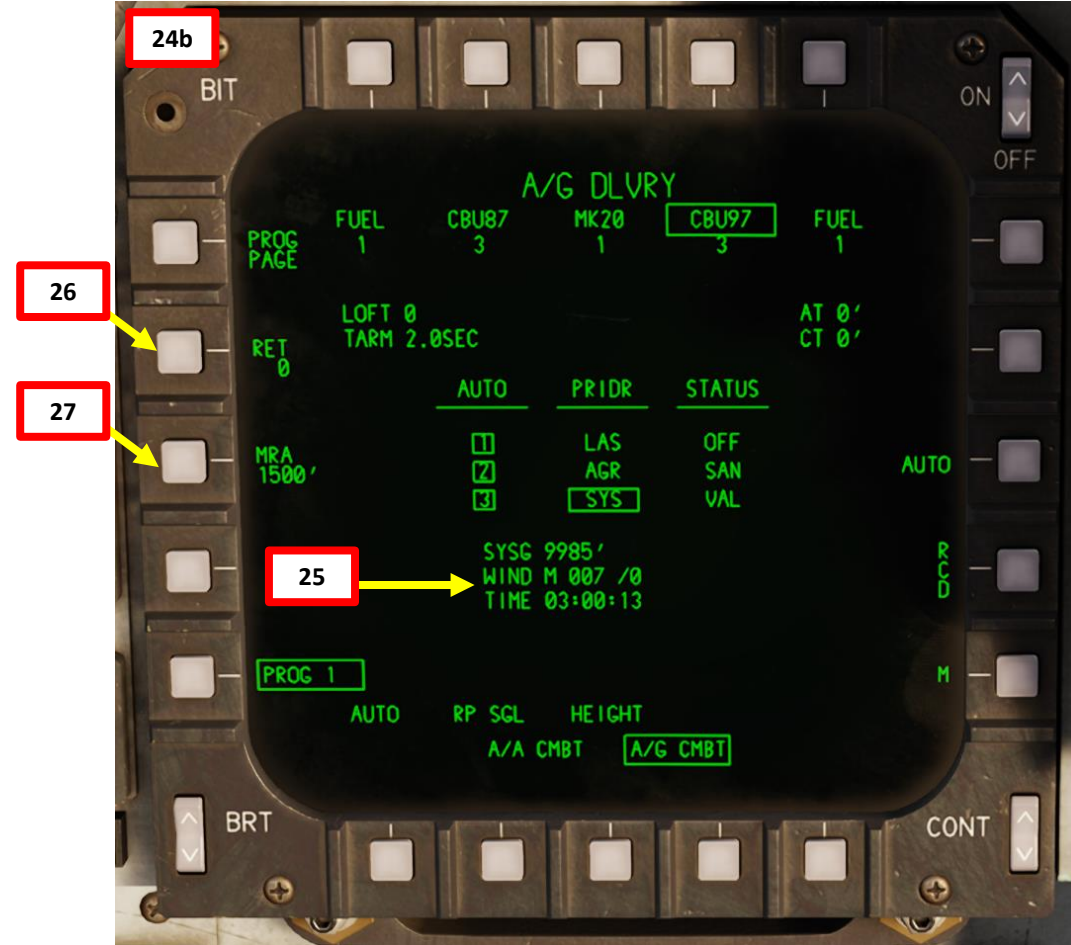 24b
BIT
ON
OFF
A/G DLVRY
FUEL CBU87 MK20 CBU97 FUEL
1 3 1 3 1
PROG
PAGE
26
LOFT 0 AT 0'
TARM 2.0SEC CT 0'
RET
0
AUTO PRIDR STATUS
27
1 LAS OFF
MRA
1500'
2 AGR SAN
AUTO
3 SYS VAL
25
SYSG 9985'
WIND M 007 /0
TIME 03:00:13
R
C
D
PROG 1 M
AUTO RP SGL HEIGHT
A/A CMBT A/G CMBT
BRT
CONT